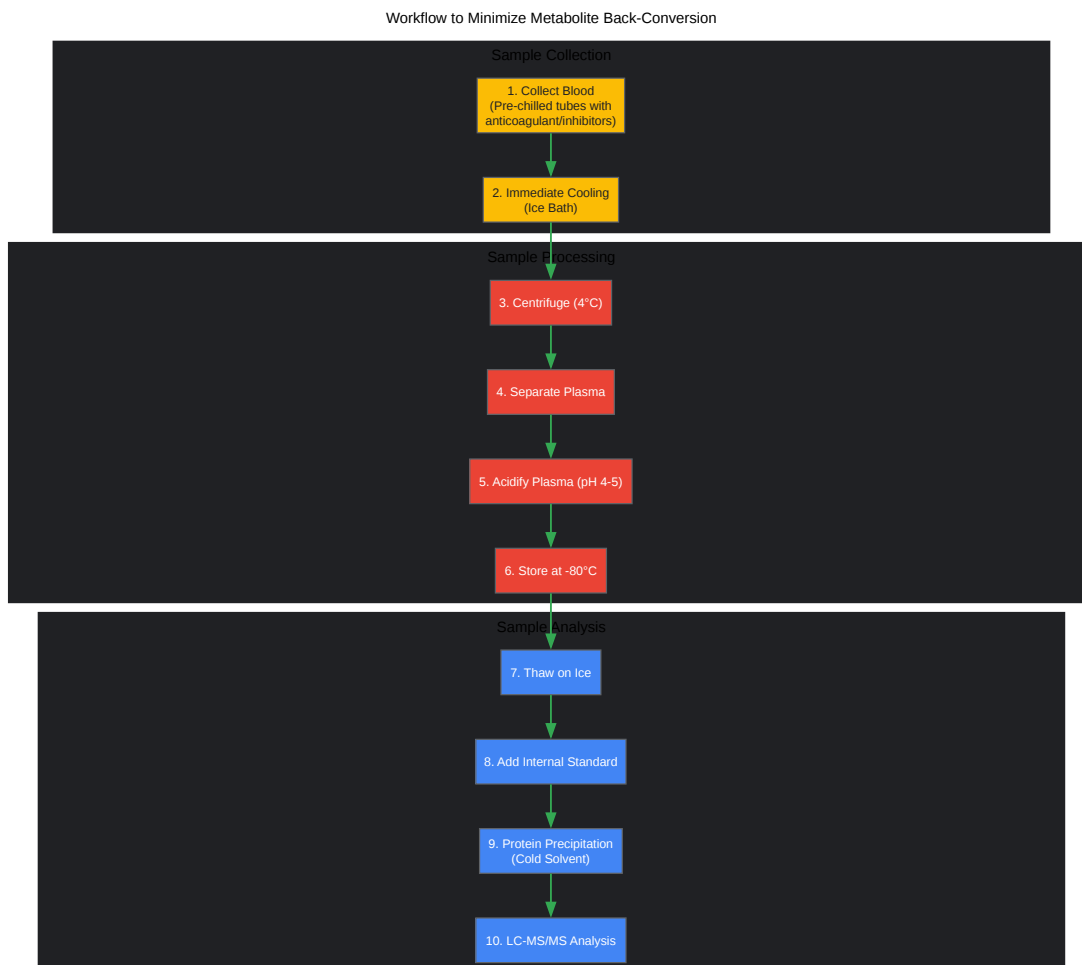 Workflow to Minimize Metabolite Back-Conversion
Sample Collection
1. Collect Blood
(Pre-chilled tubes with
anticoagulant/inhibitors)
2. Immediate Cooling
(Ice Bath)
Sample Processing
3. Centrifuge (4°C)
4. Separate Plasma
5. Acidify Plasma (pH 4-5)
6. Store at -80°C
Sample Analysis
7. Thaw on Ice
8. Add Internal Standard
9. Protein Precipitation
(Cold Solvent)
10. LC-MS/MS Analysis